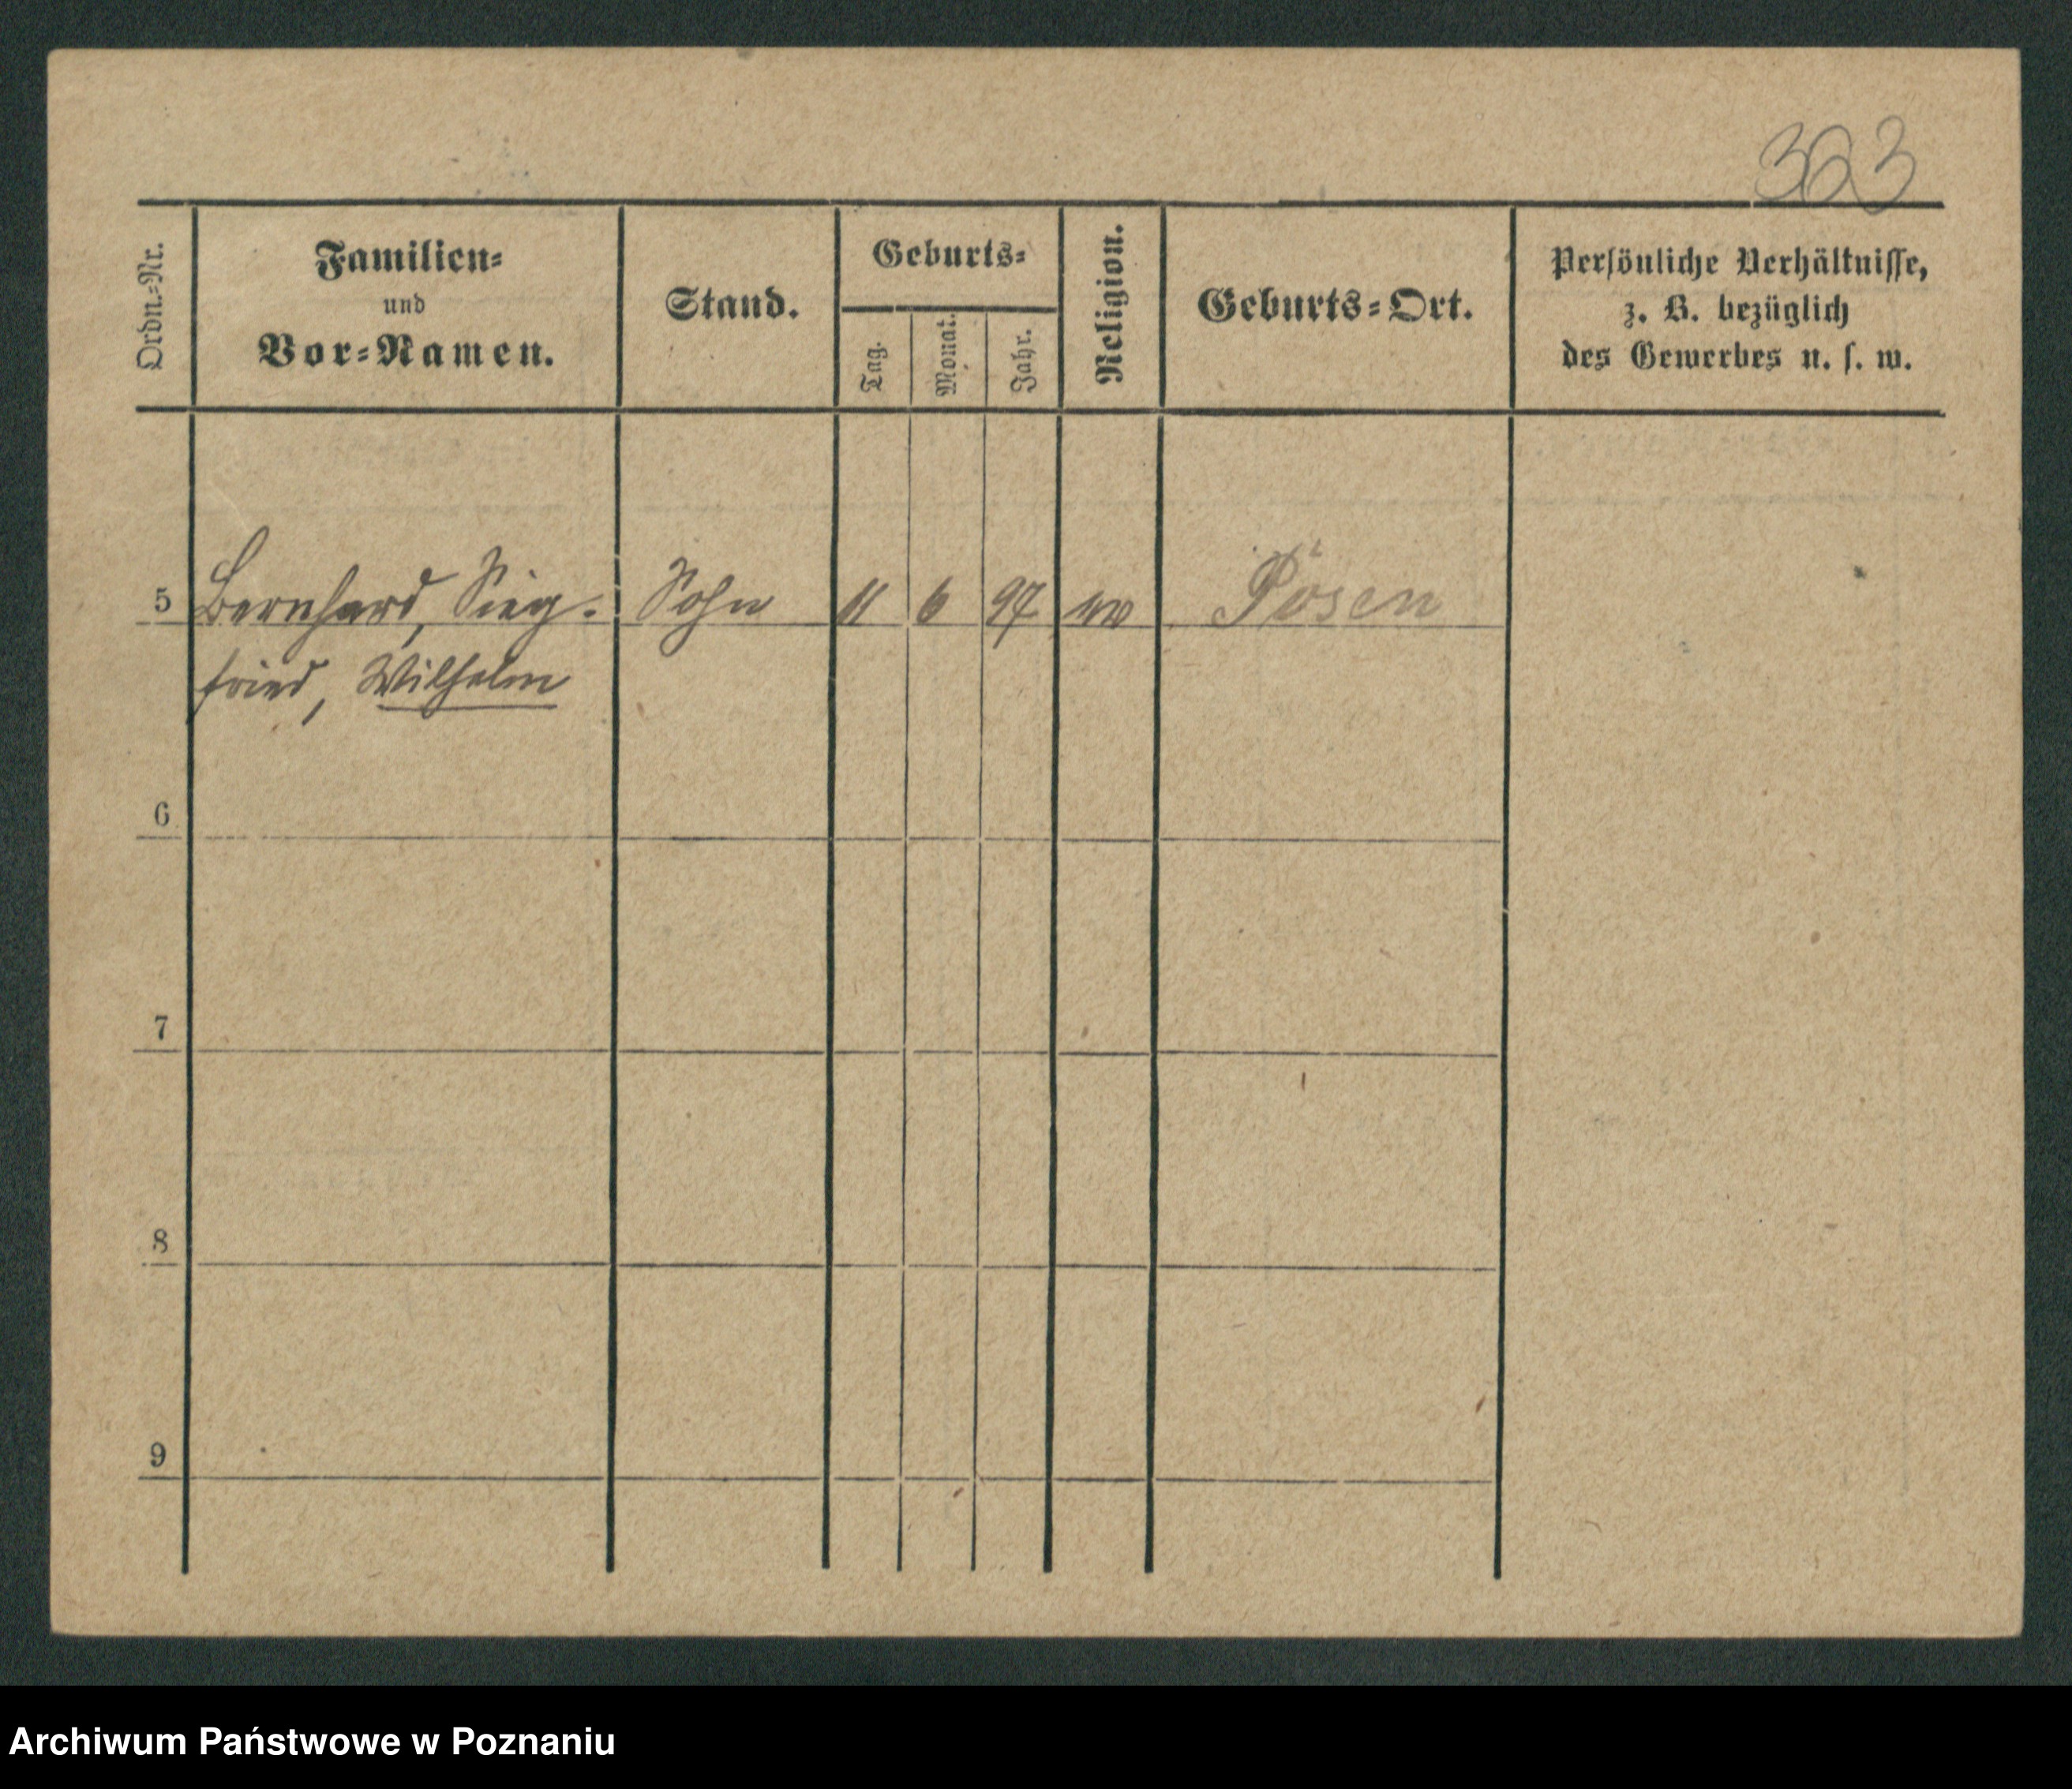 323
Ordn.-Nr.
Familien-
und
Vor-Namen.
Stand.
Geburts-
Tag.
Monat.
Jahr.
Religion.
Geburts-Ort.
Persönliche Verhältnisse,
z. B. bezüglich
des Gewerbes u. s. w.
5 Bernhard, Sieg- Sohn 11 6 97 ev Posen
fried, Wilhelm
6
7
8
9
Archiwum Państwowe w Poznaniu